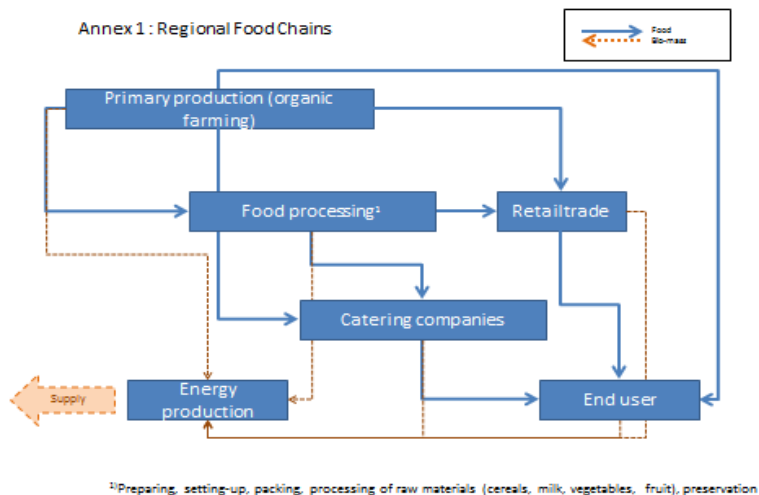 Annex 1 : Regional Food Chains
Food
Bio-mass
Primary production (organic
farming)
Food processing¹
Retailtrade
Catering companies
Supply
Energy
production
End user
¹⁾Preparing, setting-up, packing, processing of raw materials (cereals, milk, vegetables, fruit), preservation